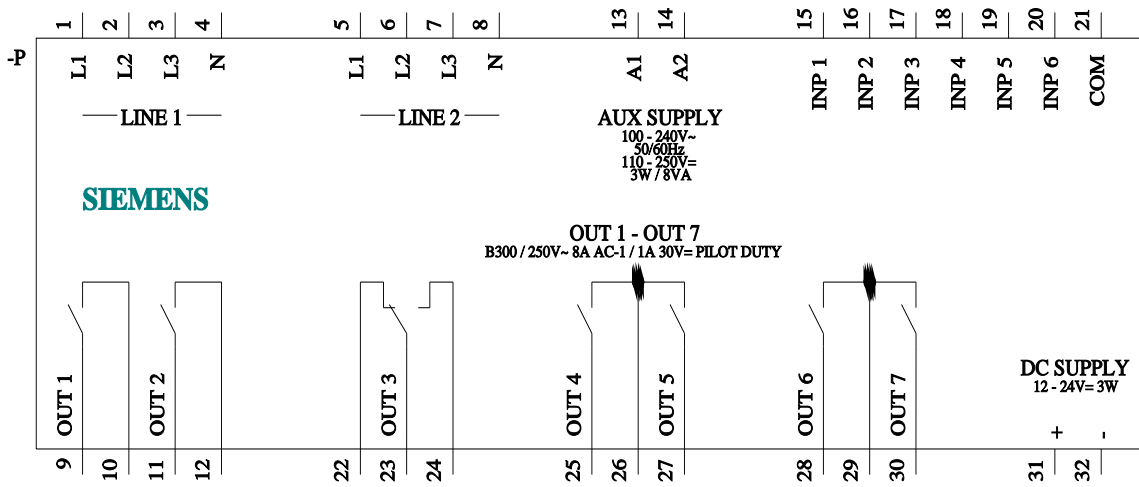 1 2 3 4 5 6 7 8 13 14 15 16 17 18 19 20 21
-P
L1 L2 L3 N L1 L2 L3 N A1 A2 INP 1 INP 2 INP 3 INP 4 INP 5 INP 6 COM
LINE 1 LINE 2 AUX SUPPLY
100 - 240V~
50/60Hz
110 - 250V=
3W / 8VA
SIEMENS
OUT 1 - OUT 7
B300 / 250V~ 8A AC-1 / 1A 30V= PILOT DUTY
OUT 1 OUT 2 OUT 3 OUT 4 OUT 5 OUT 6 OUT 7
DC SUPPLY
12 - 24V= 3W
+ -
9 10 11 12 22 23 24 25 26 27 28 29 30 31 32